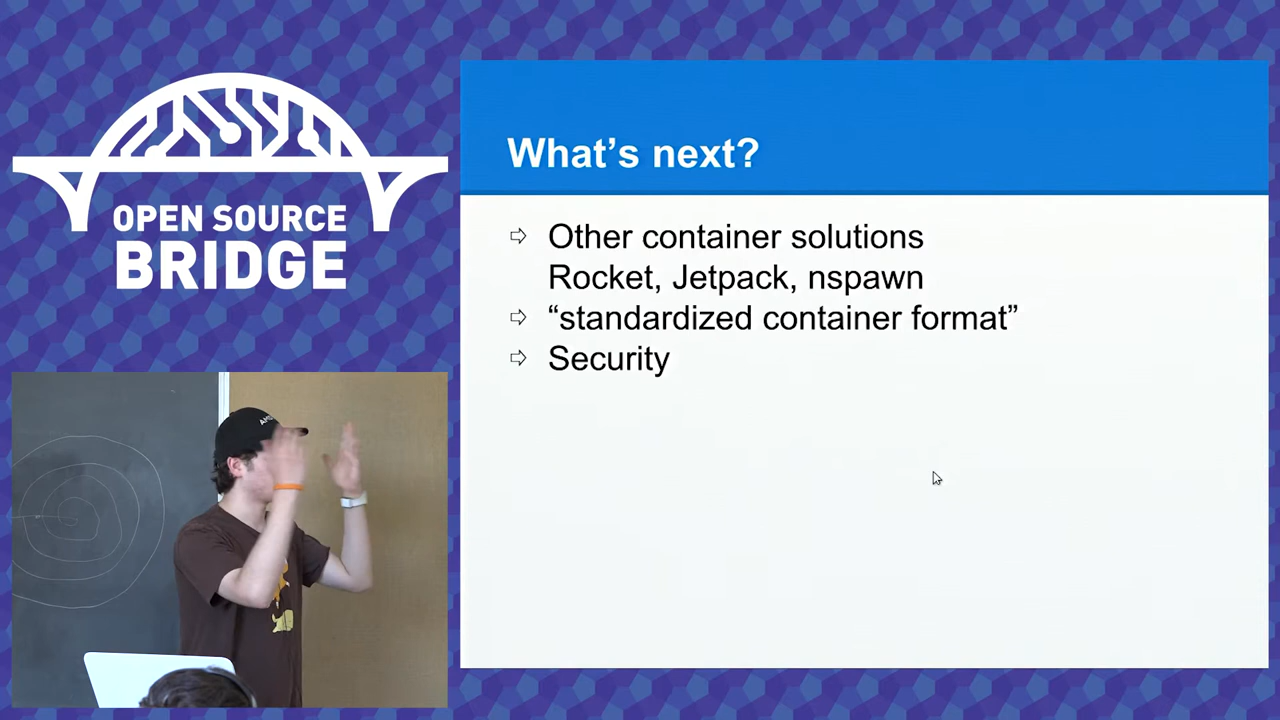 OPEN SOURCE
BRIDGE
What's next?
⇨ Other container solutions
Rocket, Jetpack, nspawn
⇨ “standardized container format”
⇨ Security